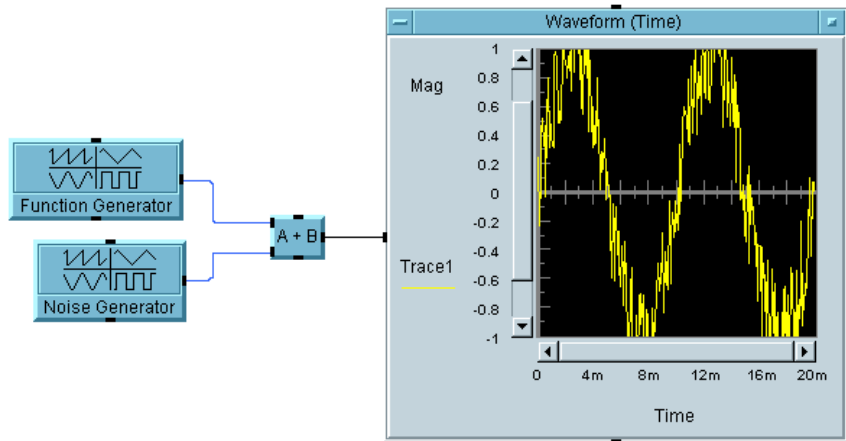 Waveform (Time)
Mag
1
0.8
0.6
0.4
0.2
0
-0.2
-0.4
-0.6
-0.8
-1
Trace1
0 4m 8m 12m 16m 20m
Time
Function Generator
Noise Generator
A + B